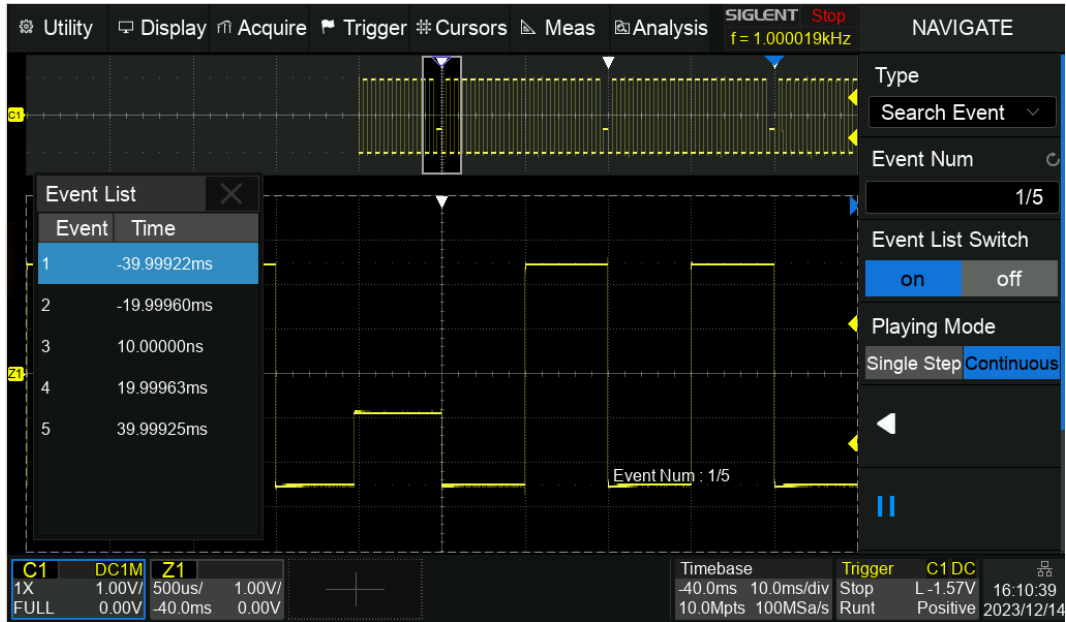 Utility Display Acquire Trigger Cursors Meas Analysis
SIGLENT Stop
f = 1.000019kHz
NAVIGATE
Type
Search Event
Event Num
1/5
Event List Switch
on off
Playing Mode
Single Step Continuous
C1
Event List
Event Time
1 -39.99922ms
2 -19.99960ms
3 10.00000ns
4 19.99963ms
5 39.99925ms
Z1
Event Num : 1/5
C1 DC1M
1X 1.00V/
FULL 0.00V
Z1
500us/ 1.00V/
-40.0ms 0.00V
Timebase
-40.0ms 10.0ms/div
10.0Mpts 100MSa/s
Trigger C1 DC
Stop L -1.57V
Runt Positive
16:10:39
2023/12/14